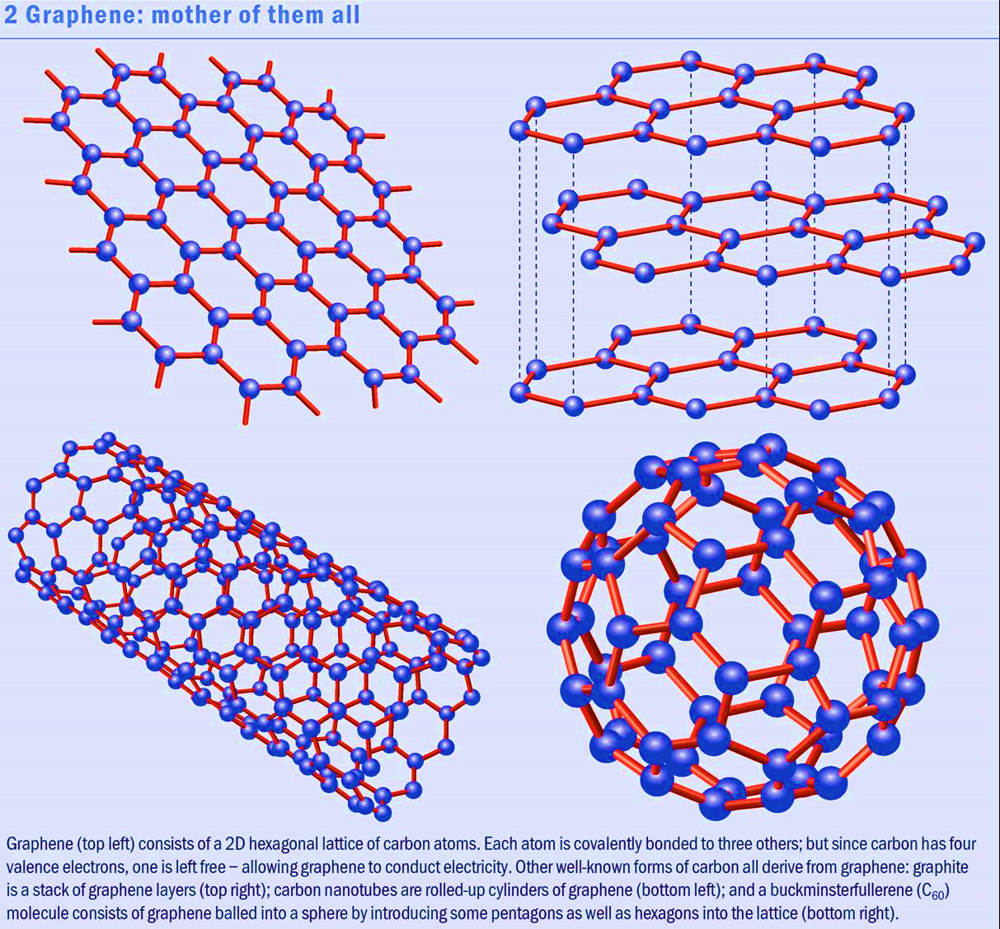 2 Graphene: mother of them all
Graphene (top left) consists of a 2D hexagonal lattice of carbon atoms. Each atom is covalently bonded to three others; but since carbon has four
valence electrons, one is left free – allowing graphene to conduct electricity. Other well-known forms of carbon all derive from graphene: graphite
is a stack of graphene layers (top right); carbon nanotubes are rolled-up cylinders of graphene (bottom left); and a buckminsterfullerene (C₆₀)
molecule consists of graphene balled into a sphere by introducing some pentagons as well as hexagons into the lattice (bottom right).